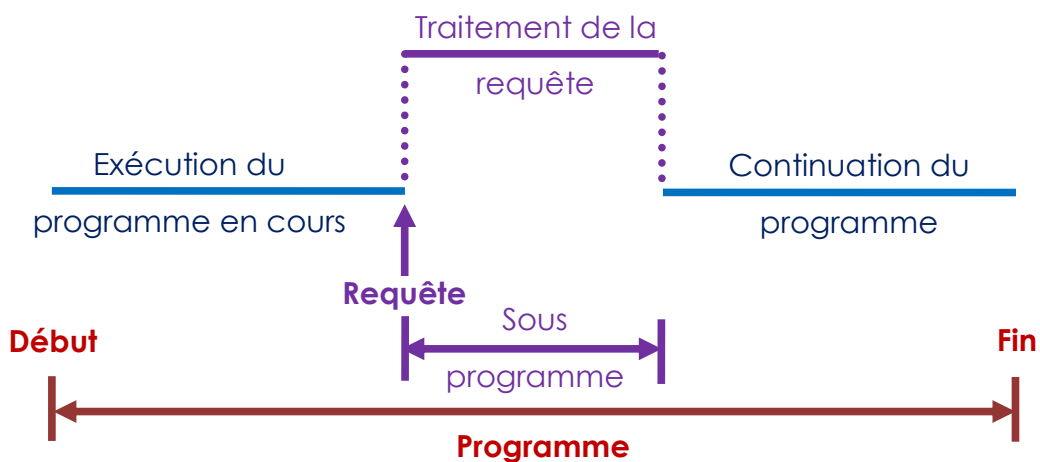 Traitement de la
requête
Exécution du
programme en cours
Continuation du
programme
Requête
Sous
programme
Début
Fin
Programme